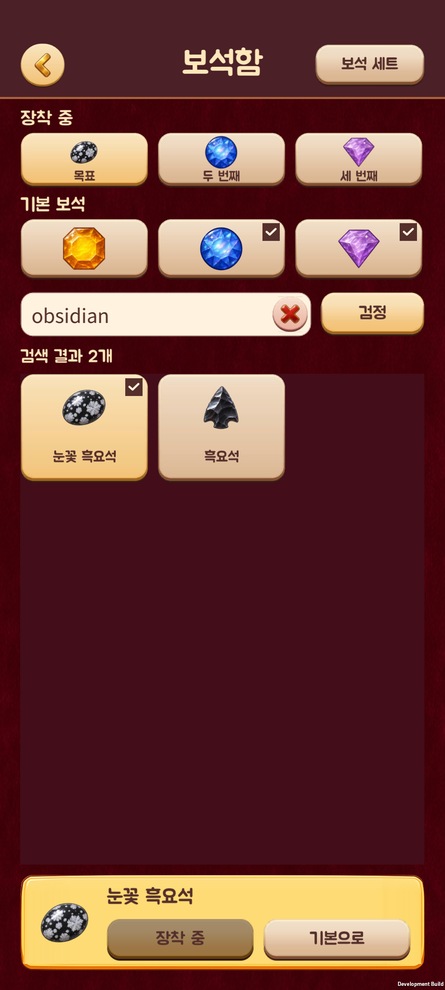 보석함
보석 세트
장착 중
목표
두 번째
세 번째
기본 보석
obsidian
검정
검색 결과 2개
눈꽃 흑요석
흑요석
눈꽃 흑요석
장착 중
기본으로
Development Build